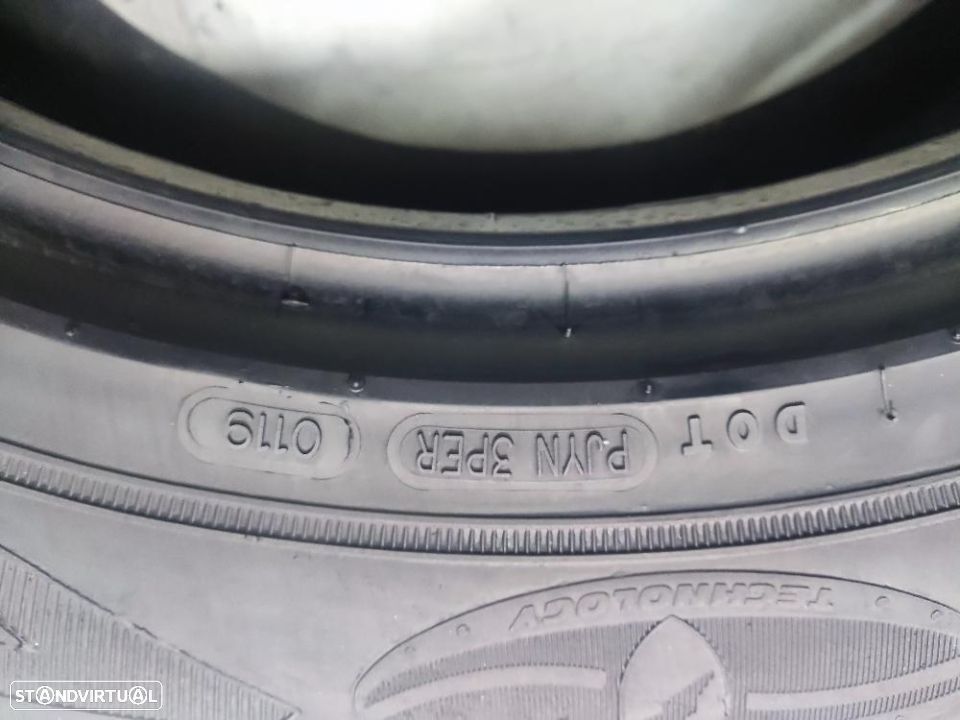 DOT PJYN 3PER 0119
TECHNOLOGY
STANDVIRTUAL